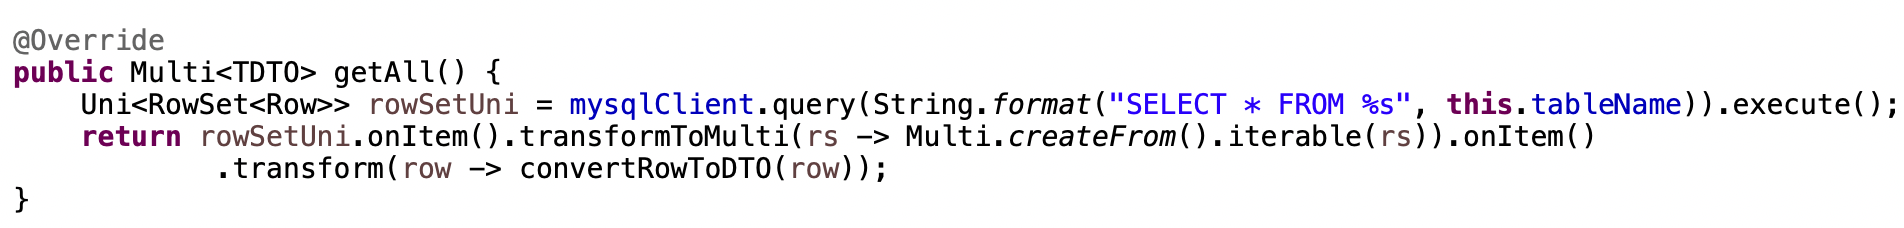 @Override
public Multi<TDTO> getAll() {
    Uni<RowSet<Row>> rowSetUni = mysqlClient.query(String.format("SELECT * FROM %s", this.tableName)).execute();
    return rowSetUni.onItem().transformToMulti(rs -> Multi.createFrom().iterable(rs)).onItem()
            .transform(row -> convertRowToDTO(row));
}